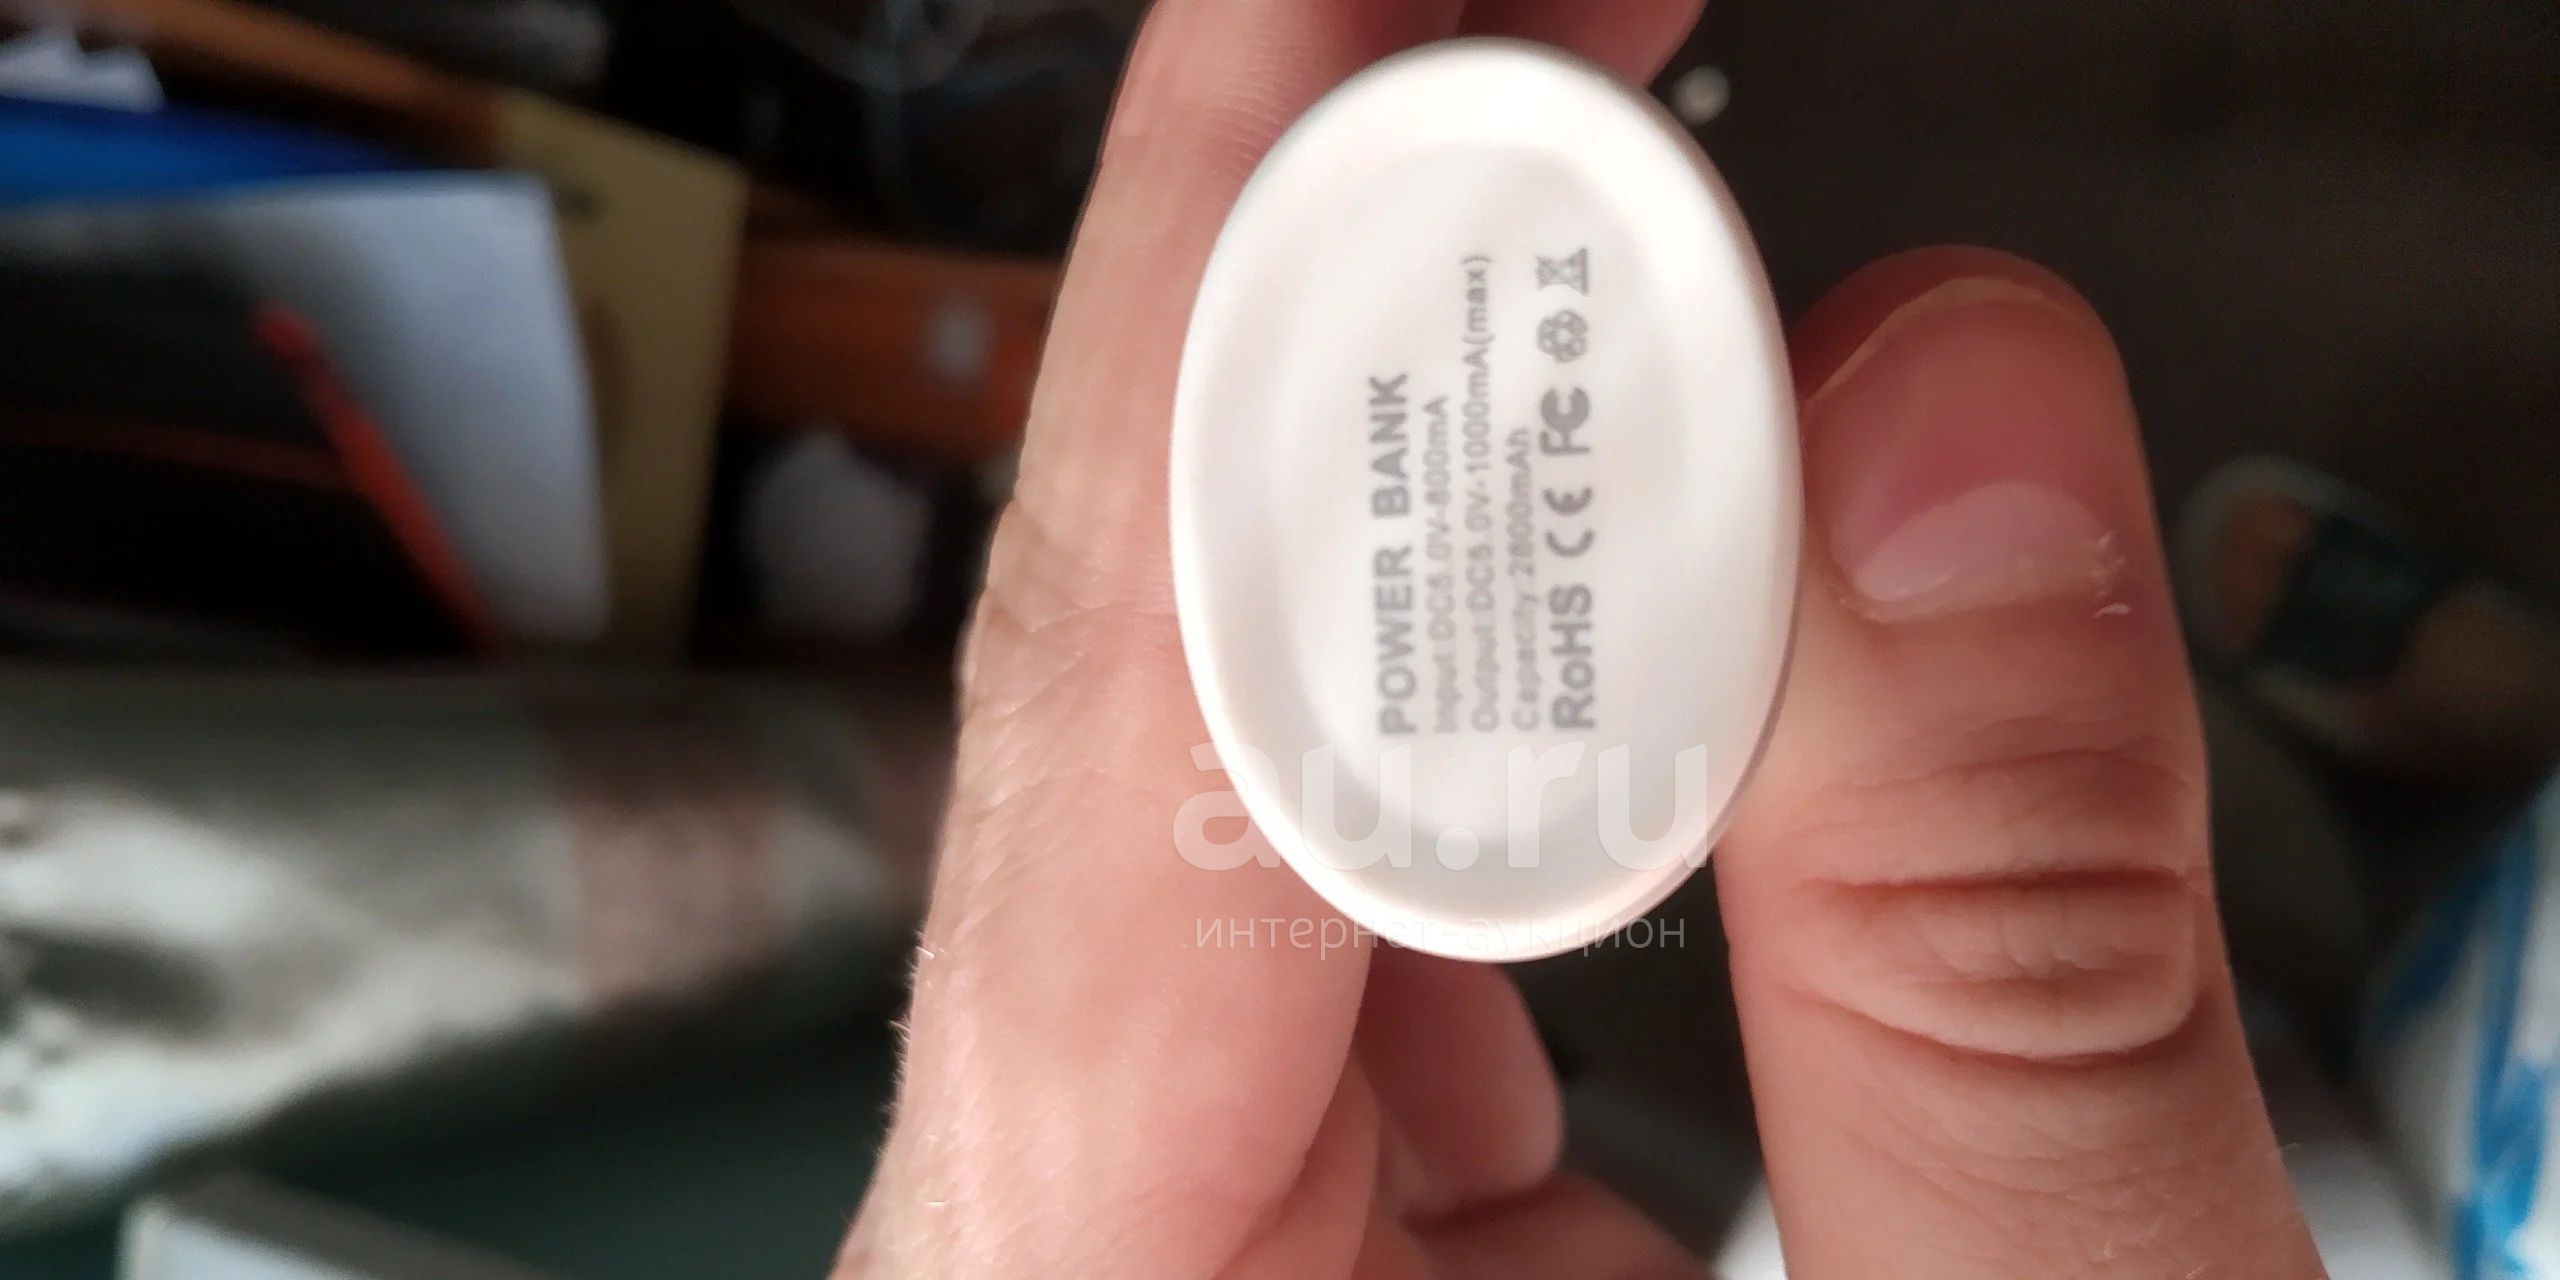 POWER BANK
Input:DC5.0V-800mA
Output:DC5.0V-1000mA(max)
Capacity:28800mAh
RoHS CE FC
au.ru
интернет-аукцион